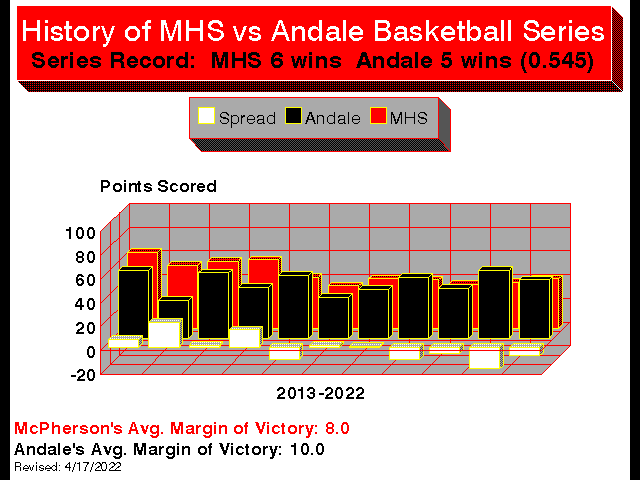 History of MHS vs Andale Basketball Series
Series Record:  MHS 6 wins  Andale 5 wins (0.545)
Spread Andale MHS
Points Scored
100
80
60
40
20
0
-20
2013-2022
McPherson's Avg. Margin of Victory: 8.0
Andale's Avg. Margin of Victory: 10.0
Revised: 4/17/2022